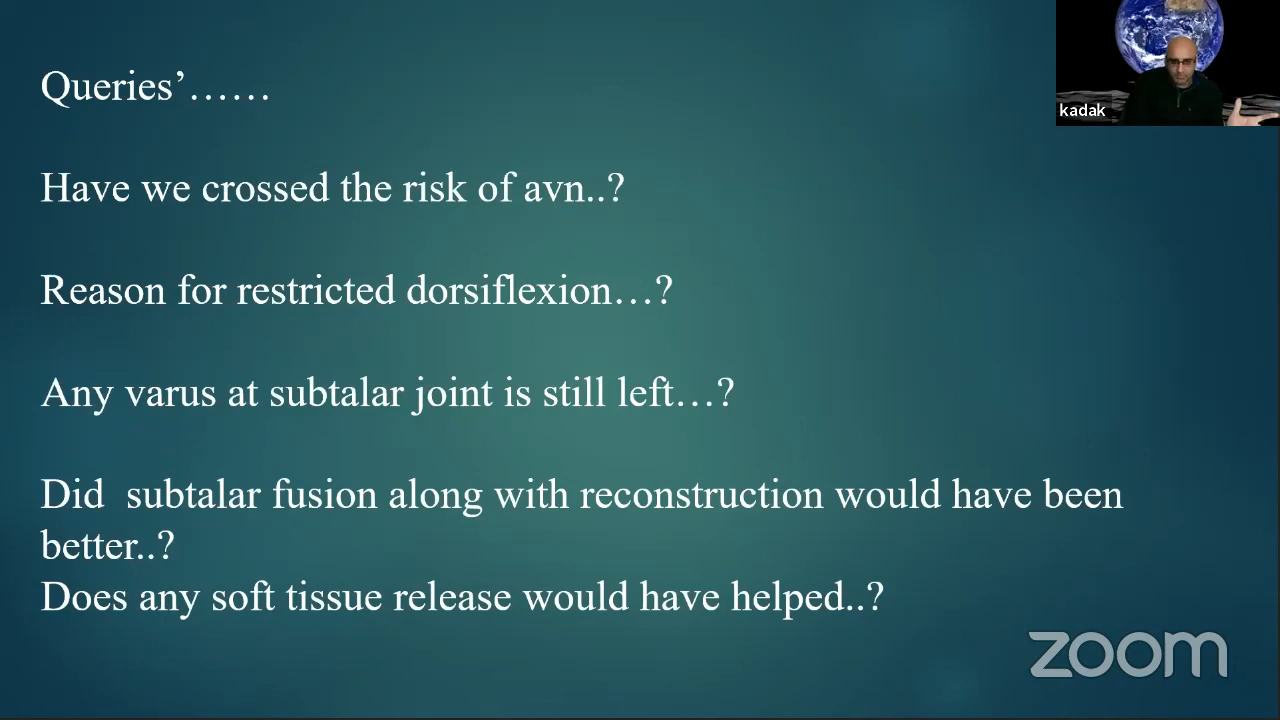 Queries’......
kadak
Have we crossed the risk of avn..?
Reason for restricted dorsiflexion...?
Any varus at subtalar joint is still left...?
Did  subtalar fusion along with reconstruction would have been
better..?
Does any soft tissue release would have helped..?
zoom